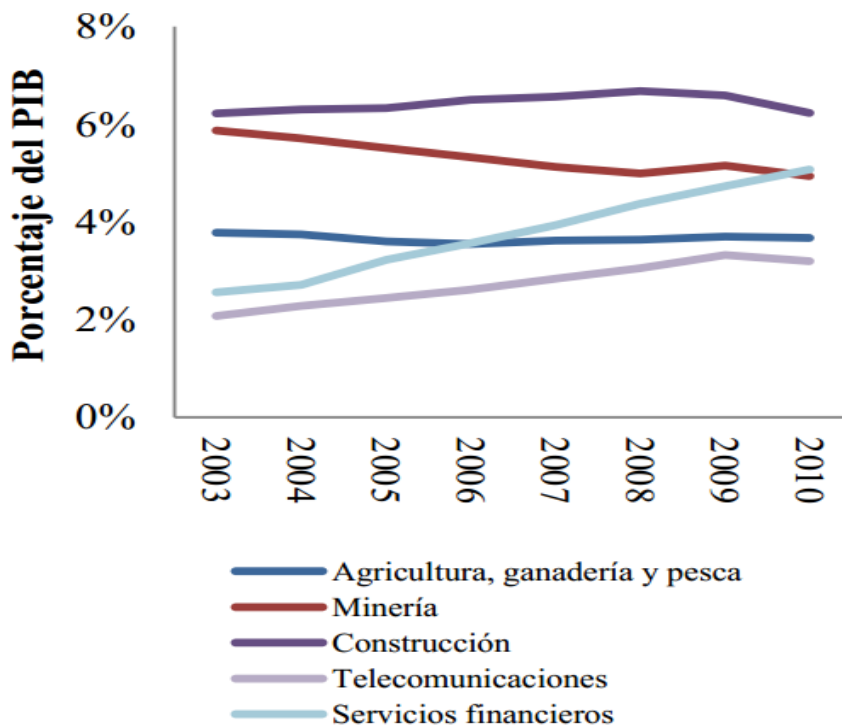 8%
6%
4%
2%
0%
Porcentaje del PIB
2003
2004
2005
2006
2007
2008
2009
2010
Agricultura, ganadería y pesca
Minería
Construcción
Telecomunicaciones
Servicios financieros